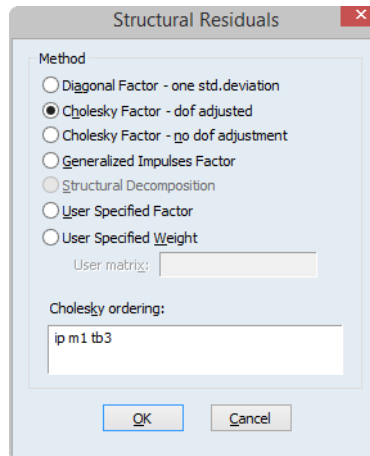 Structural Residuals
Method
Diagonal Factor - one std.deviation
Cholesky Factor - dof adjusted
Cholesky Factor - no dof adjustment
Generalized Impulses Factor
Structural Decomposition
User Specified Factor
User Specified Weight
User matrix:
Cholesky ordering:
ip m1 tb3
OK
Cancel